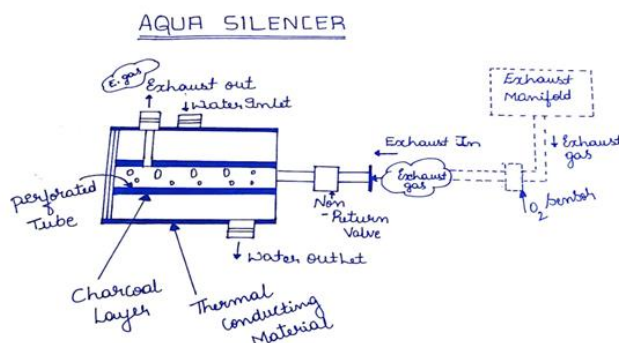 AQUA SILENCER
E. gas
Exhaust out
Water Inlet
Exhaust
Manifold
Exhaust In
Exhaust
gas
Exhaust
gas
O2 Sensor
Non
-Return
Valve
perforated
Tube
Water Outlet
Charcoal
Layer
Thermal
Conducting
Material